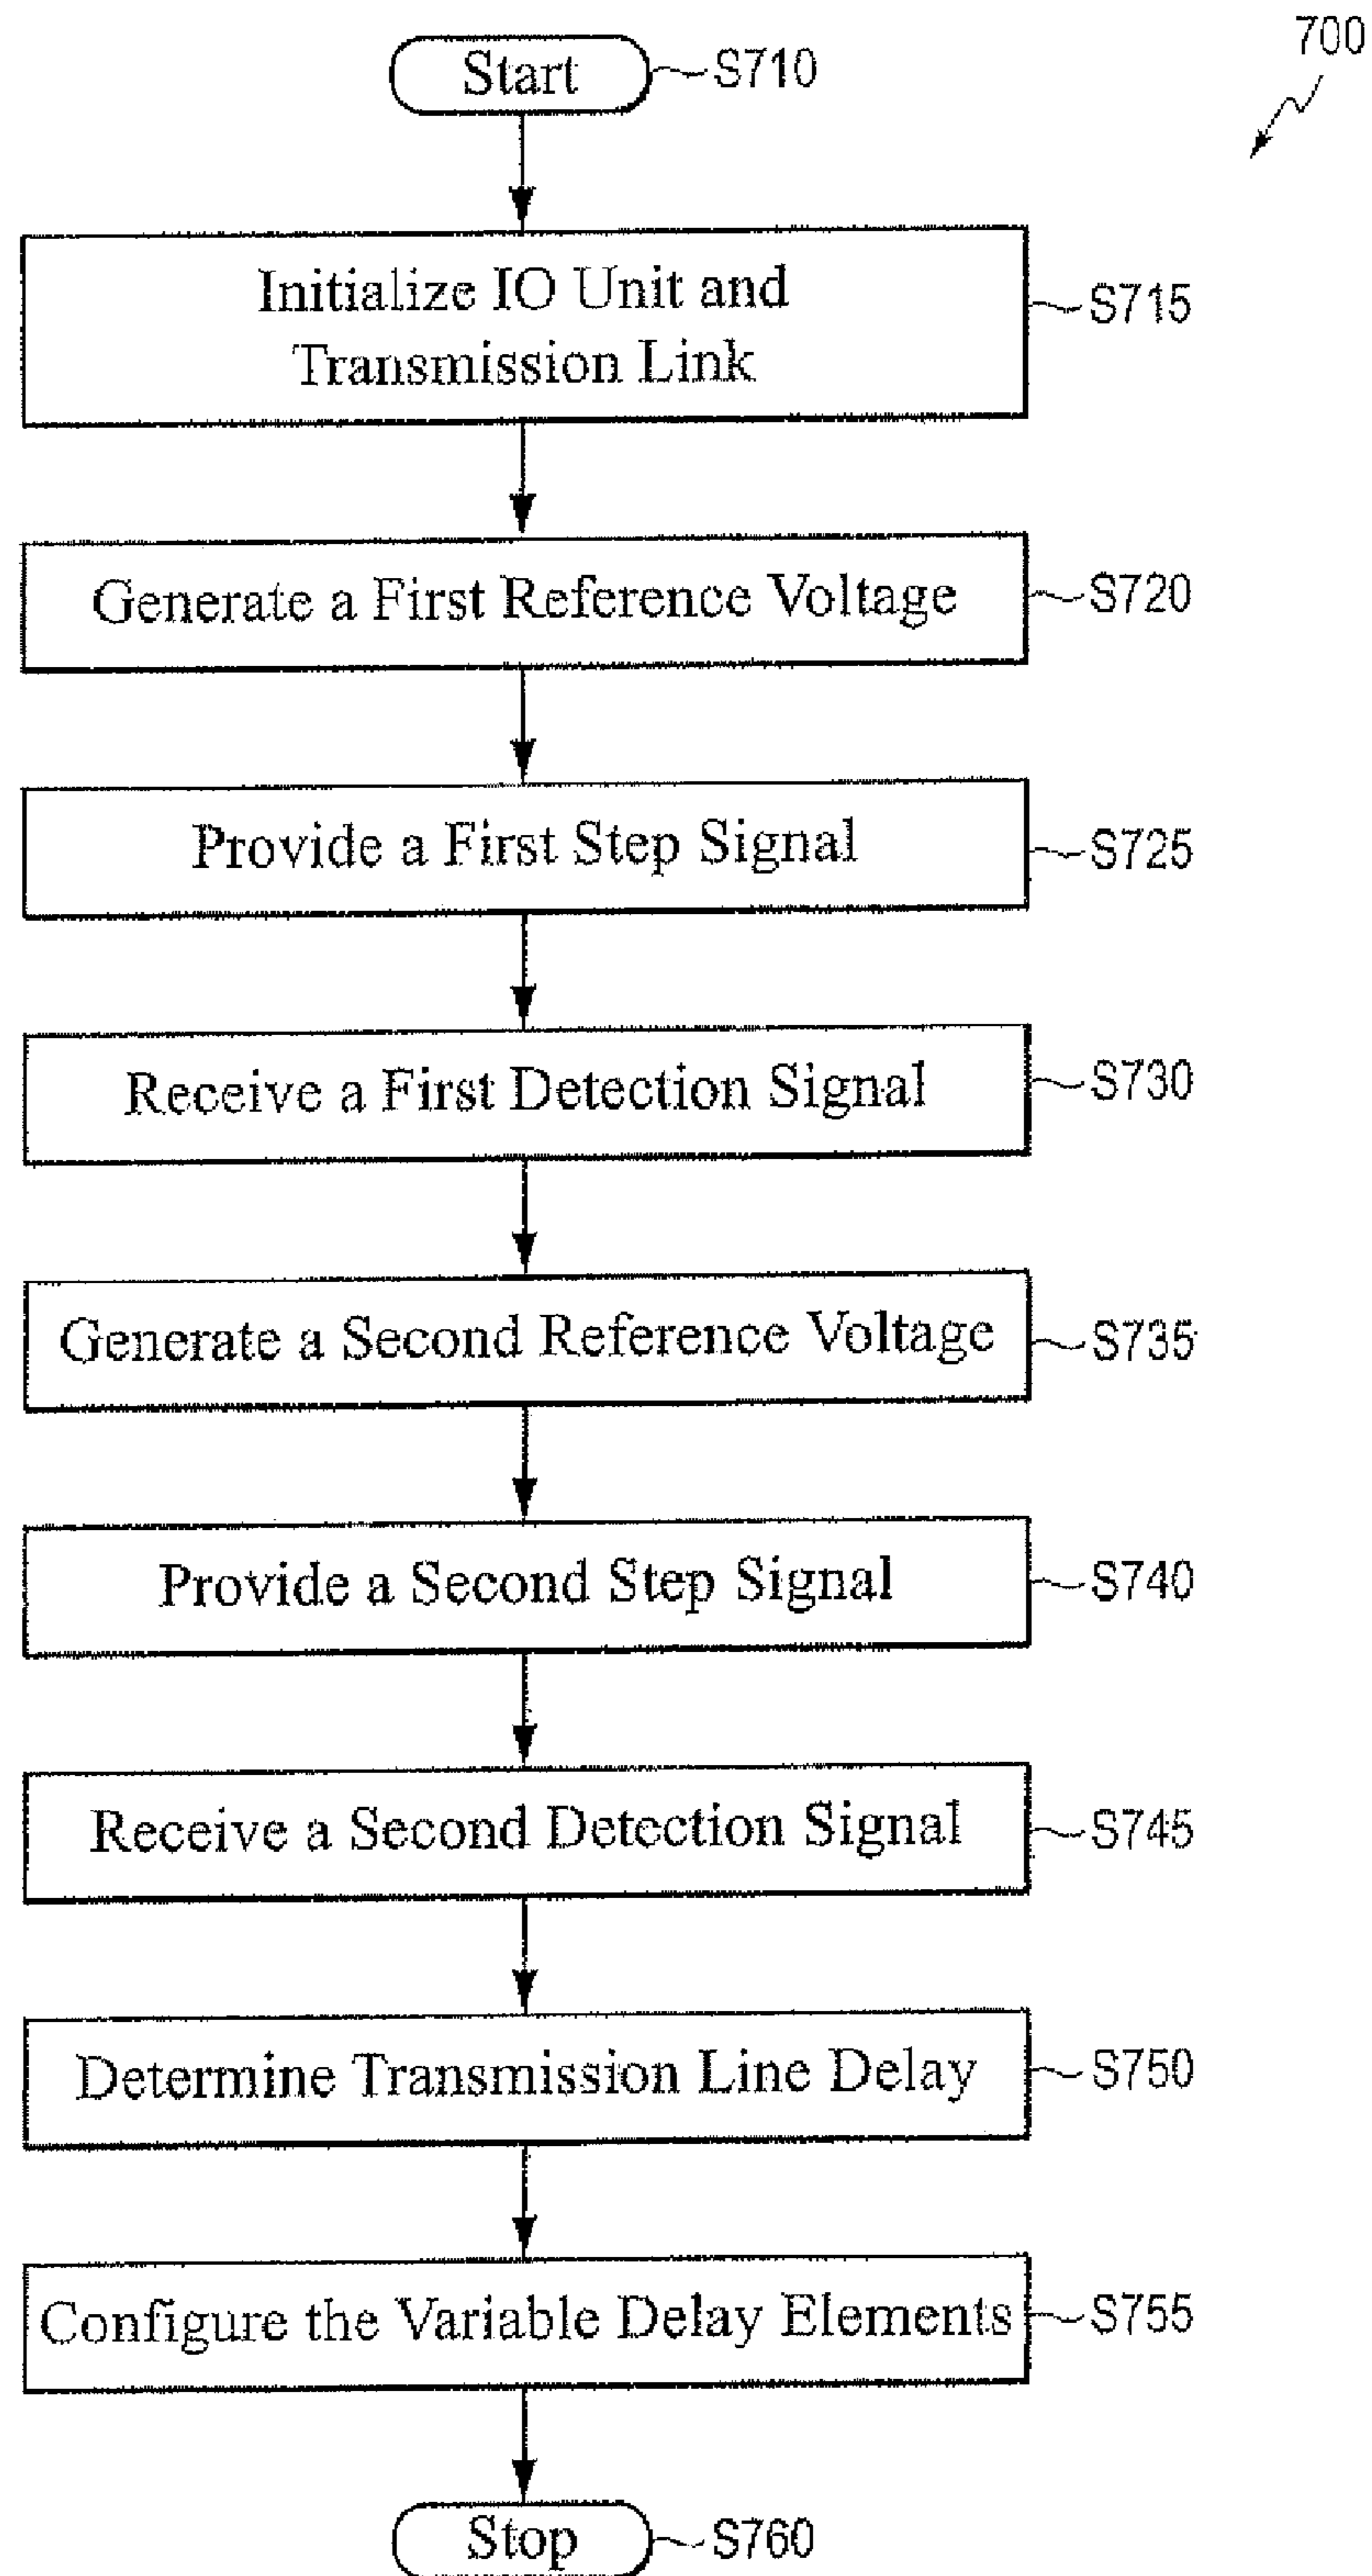 700
Start
S710
Initialize IO Unit and
Transmission Link
S715
Generate a First Reference Voltage
S720
Provide a First Step Signal
S725
Receive a First Detection Signal
S730
Generate a Second Reference Voltage
S735
Provide a Second Step Signal
S740
Receive a Second Detection Signal
S745
Determine Transmission Line Delay
S750
Configure the Variable Delay Elements
S755
Stop
S760